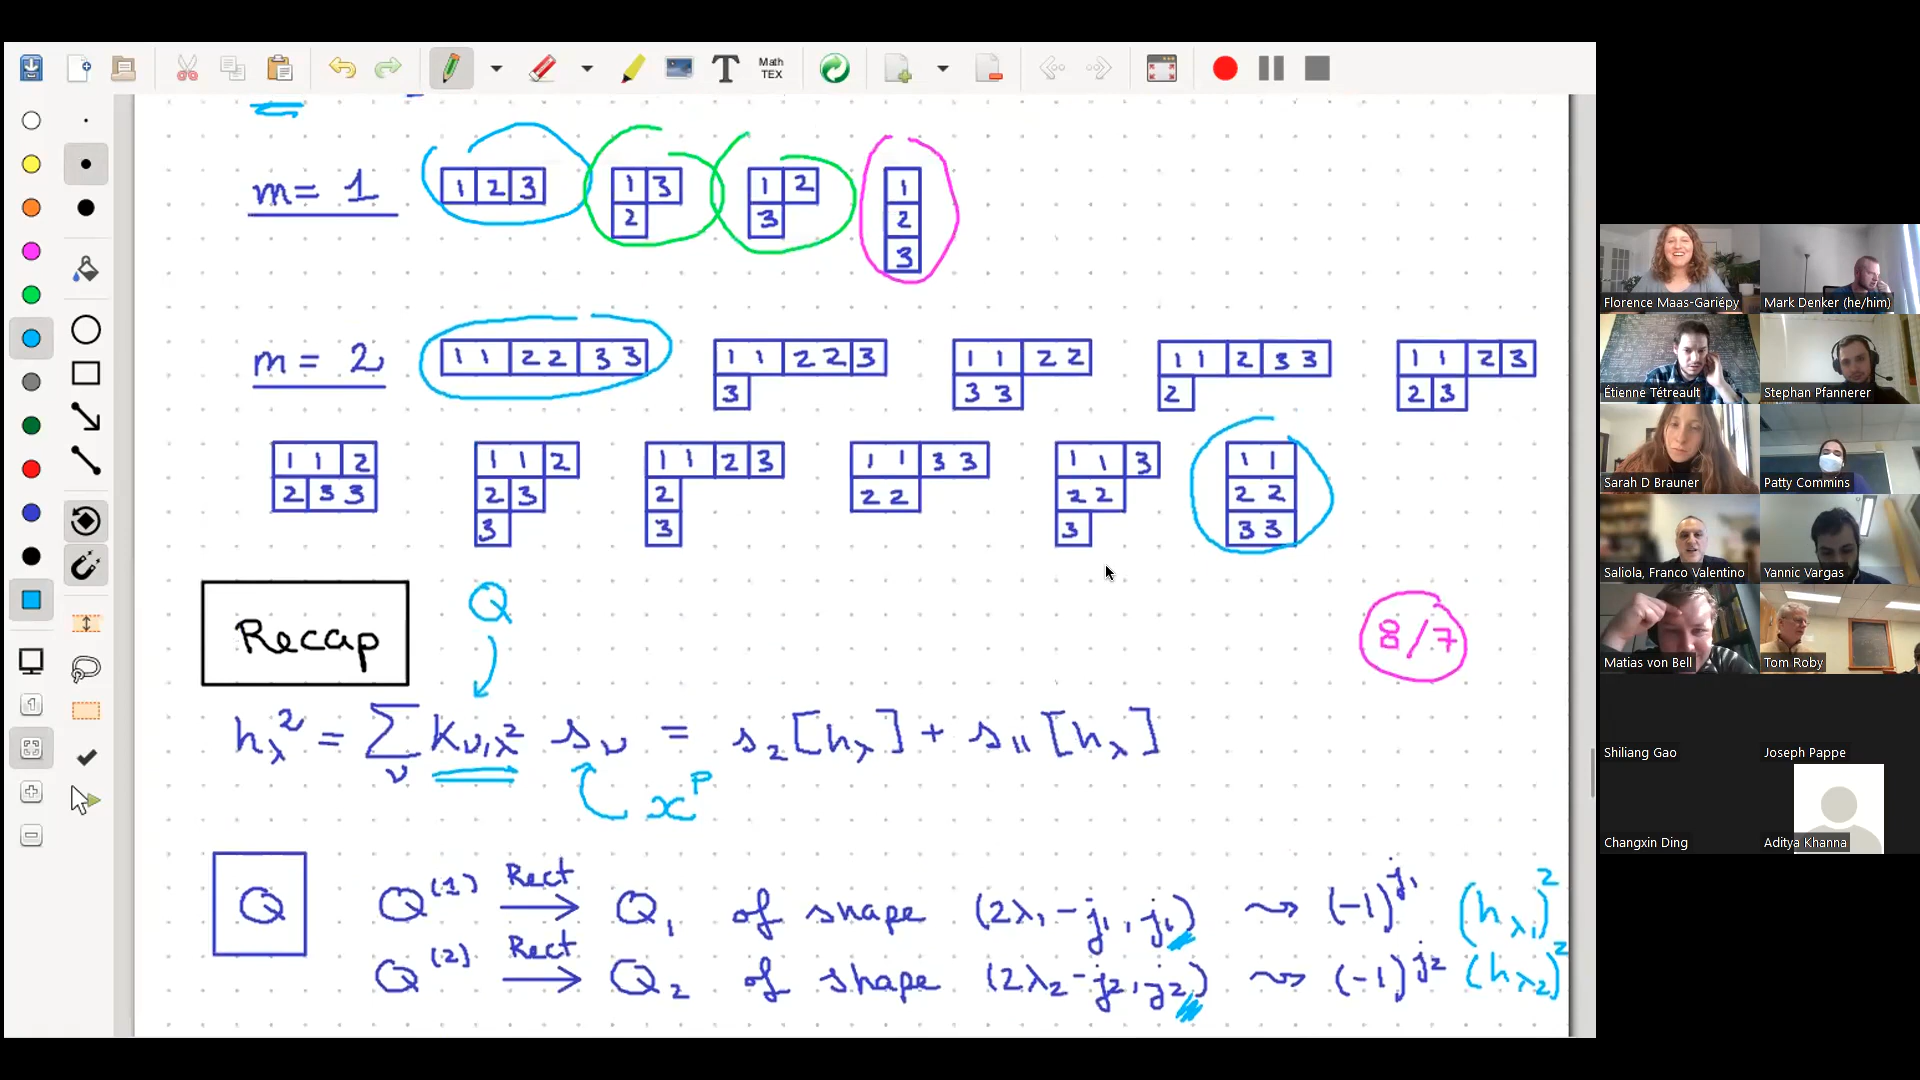 Math
TEX
m = 1
1 2 3
1 3
2
1 2
3
1
2
3
m = 2
1 1 2 2 3 3
1 1 2 2 3
3
1 1 2 2
3 3
1 1 2 3 3
2
1 1 2 3
2 3
1 1 2
2 3 3
1 1 2
2 3
3
1 1 2 3
2
3
1 1 3 3
2 2
1 1 3
2 2
3
1 1
2 2
3 3
Recap
Q
8/7
h_λ^2 = ∑_ν K_{ν,λ^2} s_ν = s_2[h_λ] + s_{11}[h_λ]
x^P
Q Q^{(1)} Rect→ Q_1 of shape (2λ_1 - j_1, j_1) ⇝ (-1)^{j_1} (h_{λ_1})^2
Q^{(2)} Rect→ Q_2 of shape (2λ_2 - j_2, j_2) ⇝ (-1)^{j_2} (h_{λ_2})^2
Florence Maas-Gariépy
Mark Denker (he/him)
Étienne Tétreault
Stephan Pfannerer
Sarah D Brauner
Patty Commins
Saliola, Franco Valentino
Yannic Vargas
Matias von Bell
Tom Roby
Shiliang Gao
Joseph Pappe
Changxin Ding
Aditya Khanna